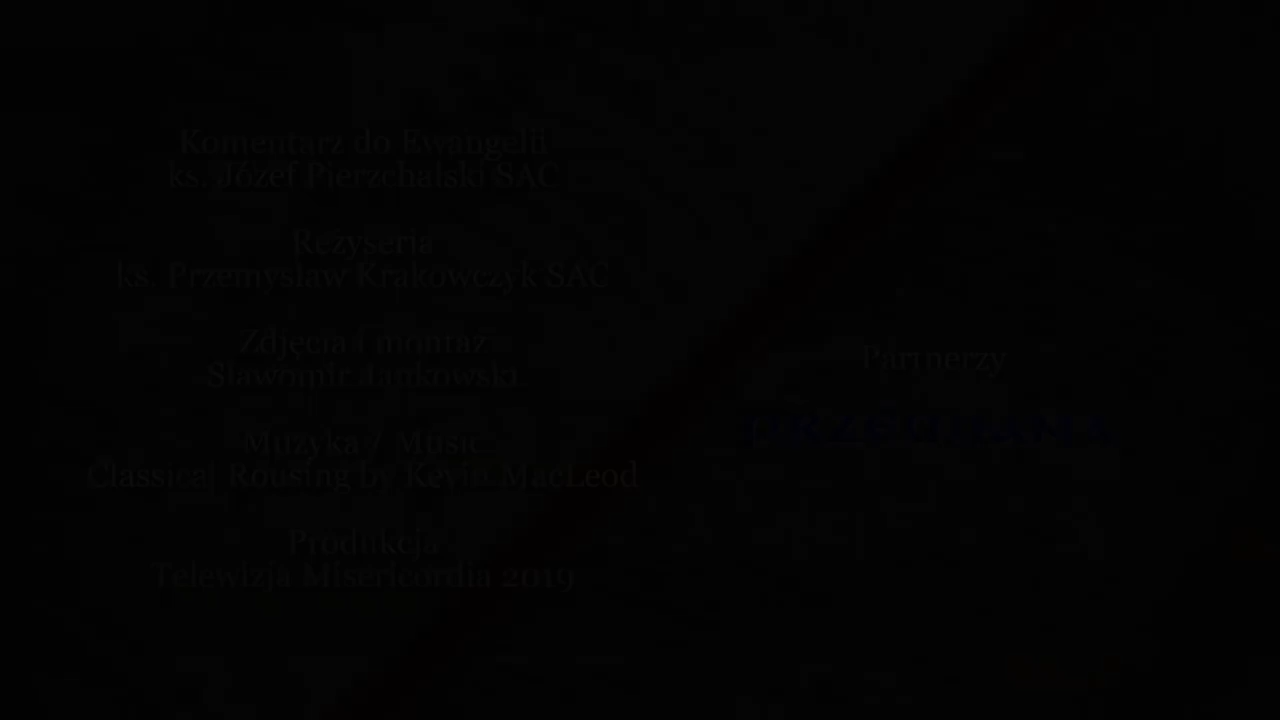 Komentarz do Ewangelii
ks. Józef Pierzchalski SAC
Reżyseria
ks. Przemysław Krakowczyk SAC
Zdjęcia i montaż
Sławomir Jankowski
Muzyka / Music
Classical Rousing by Kevin MacLeod
Produkcja
Telewizja Misericordia 2019
Partnerzy